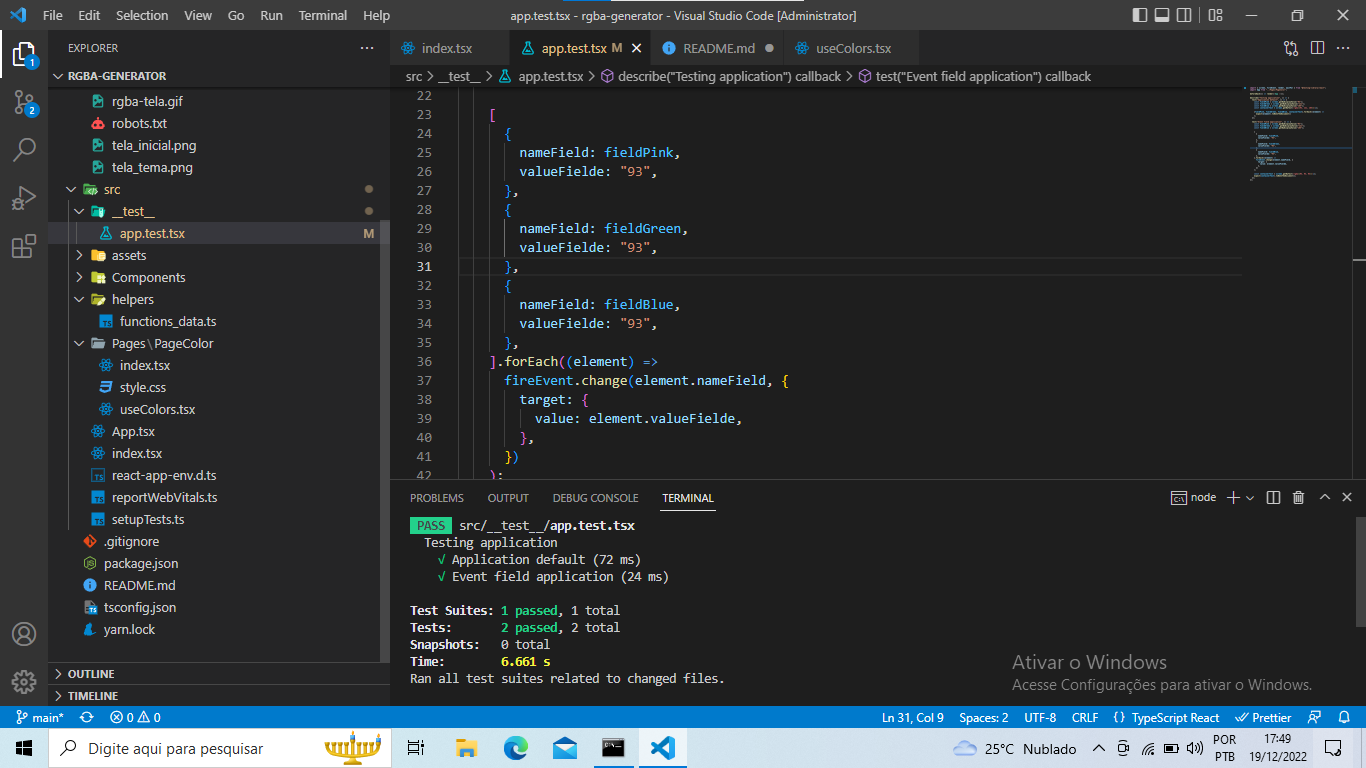 File Edit Selection View Go Run Terminal Help app.test.tsx - rgba-generator - Visual Studio Code [Administrator]
EXPLORER
RGBA-GENERATOR
rgba-tela.gif
robots.txt
tela_inicial.png
tela_tema.png
src
__test__
app.test.tsx M
assets
Components
helpers
functions_data.ts
Pages\PageColor
index.tsx
style.css
useColors.tsx
App.tsx
index.tsx
react-app-env.d.ts
reportWebVitals.ts
setupTests.ts
.gitignore
package.json
README.md
tsconfig.json
yarn.lock
OUTLINE
TIMELINE
1
2
index.tsx app.test.tsx M README.md useColors.tsx
src > __test__ > app.test.tsx > describe("Testing application") callback > test("Event field application") callback
22
23 [
24 {
25 nameField: fieldPink,
26 valueFielde: "93",
27 },
28 {
29 nameField: fieldGreen,
30 valueFielde: "93",
31 },
32 {
33 nameField: fieldBlue,
34 valueFielde: "93",
35 },
36 ].forEach((element) =>
37 fireEvent.change(element.nameField, {
38 target: {
39 value: element.valueFielde,
40 },
41 })
42 );
PROBLEMS OUTPUT DEBUG CONSOLE TERMINAL node
PASS src/__test__/app.test.tsx
Testing application
√ Application default (72 ms)
√ Event field application (24 ms)
Test Suites: 1 passed, 1 total
Tests: 2 passed, 2 total
Snapshots: 0 total
Time: 6.661 s
Ran all test suites related to changed files.
Ativar o Windows
Acesse Configurações para ativar o Windows.
main* 0 0 Ln 31, Col 9 Spaces: 2 UTF-8 CRLF {} TypeScript React Prettier
Digite aqui para pesquisar 25°C Nublado POR PTB 17:49 19/12/2022